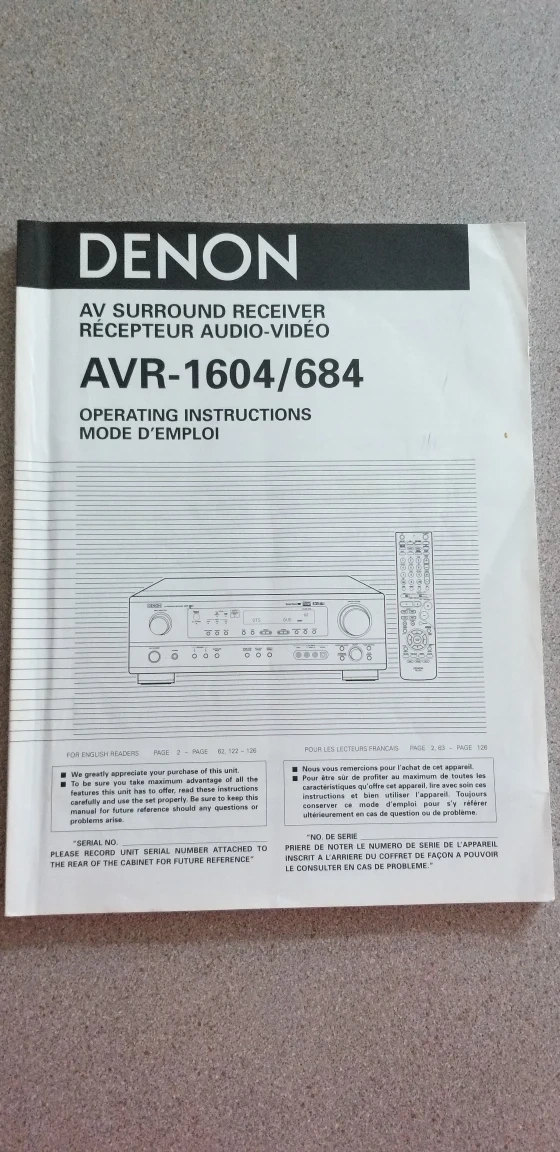 DENON
AV SURROUND RECEIVER
RÉCEPTEUR AUDIO-VIDÉO
AVR-1604/684
OPERATING INSTRUCTIONS
MODE D'EMPLOI
DENON
FOR ENGLISH READERS PAGE 2 ~ PAGE 62, 122 ~ 126
■ We greatly appreciate your purchase of this unit.
■ To be sure you take maximum advantage of all the
features this unit has to offer, read these instructions
carefully and use the set properly. Be sure to keep this
manual for future reference should any questions or
problems arise.
"SERIAL NO.
PLEASE RECORD UNIT SERIAL NUMBER ATTACHED TO
THE REAR OF THE CABINET FOR FUTURE REFERENCE"
POUR LES LECTEURS FRANCAIS PAGE 2, 63 ~ PAGE 126
■ Nous vous remercions pour l'achat de cet appareil.
■ Pour être sûr de profiter au maximum de toutes les
caractéristiques qu'offre cet appareil, lire avec soin ces
instructions et bien utiliser l'appareil. Toujours
conserver ce mode d'emploi pour s'y référer
ultérieurement en cas de question ou de problème.
"NO. DE SERIE
PRIERE DE NOTER LE NUMERO DE SERIE DE L'APPAREIL
INSCRIT A L'ARRIERE DU COFFRET DE FAÇON A POUVOIR
LE CONSULTER EN CAS DE PROBLEME."